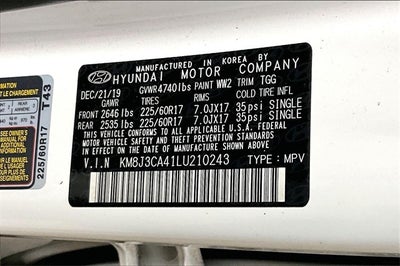 MANUFACTURED IN KOREA BY
HYUNDAI MOTOR COMPANY
DEC/21/19 GVWR4740lbs PAINT WW2 TRIM TGG
GAWR TIRES RIMS COLD TIRE INFL.
FRONT 2646 lbs 225/60R17 7.0JX17 35psi SINGLE
REAR 2535 lbs 225/60R17 7.0JX17 35psi SINGLE
THIS VEHICLE CONFORMS TO ALL APPLICABLE FEDERAL
MOTOR VEHICLE SAFETY BUMPER AND THEFT PREVENTION
STANDARDS IN EFFECT ON THE DATE OF MANUFACTURE
SHOWN ABOVE
V.I.N KM8J3CA41LU210243 TYPE: MPV
225/60R17 T43